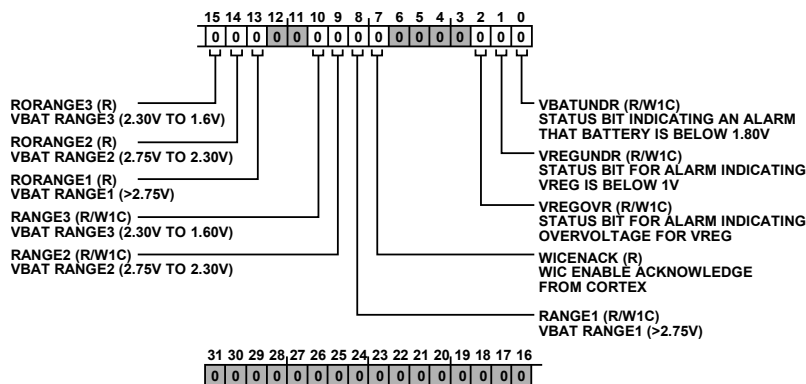 15 14 13 12 11 10 9 8 7 6 5 4 3 2 1 0
0 0 0 0 0 0 0 0 0 0 0 0 0 0 0 0
RORANGE3 (R)
VBAT RANGE3 (2.30V TO 1.6V)
RORANGE2 (R)
VBAT RANGE2 (2.75V TO 2.30V)
RORANGE1 (R)
VBAT RANGE1 (>2.75V)
RANGE3 (R/W1C)
VBAT RANGE3 (2.30V TO 1.60V)
RANGE2 (R/W1C)
VBAT RANGE2 (2.75V TO 2.30V)
VBATUNDR (R/W1C)
STATUS BIT INDICATING AN ALARM
THAT BATTERY IS BELOW 1.80V
VREGUNDR (R/W1C)
STATUS BIT FOR ALARM INDICATING
VREG IS BELOW 1V
VREGOVR (R/W1C)
STATUS BIT FOR ALARM INDICATING
OVERVOLTAGE FOR VREG
WICENACK (R)
WIC ENABLE ACKNOWLEDGE
FROM CORTEX
RANGE1 (R/W1C)
VBAT RANGE1 (>2.75V)
31 30 29 28 27 26 25 24 23 22 21 20 19 18 17 16
0 0 0 0 0 0 0 0 0 0 0 0 0 0 0 0